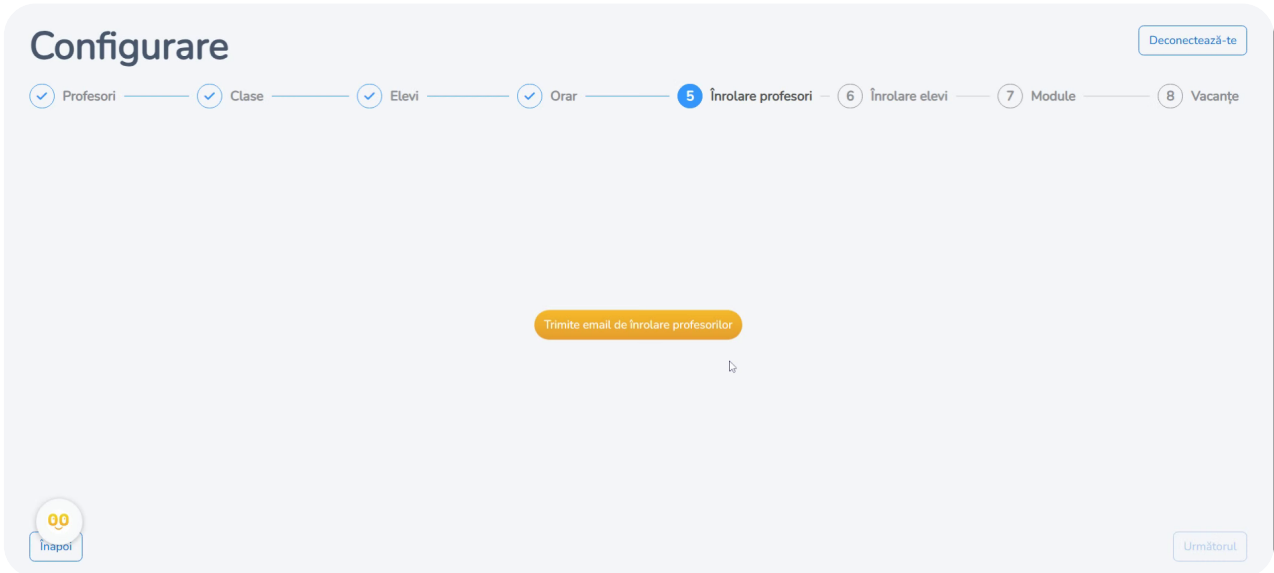 Configurare
Deconectează-te
Profesori
Clase
Elevi
Orar
5 Înrolare profesori
6 Înrolare elevi
7 Module
8 Vacanțe
Trimite email de înrolare profesorilor
Înapoi
Următorul